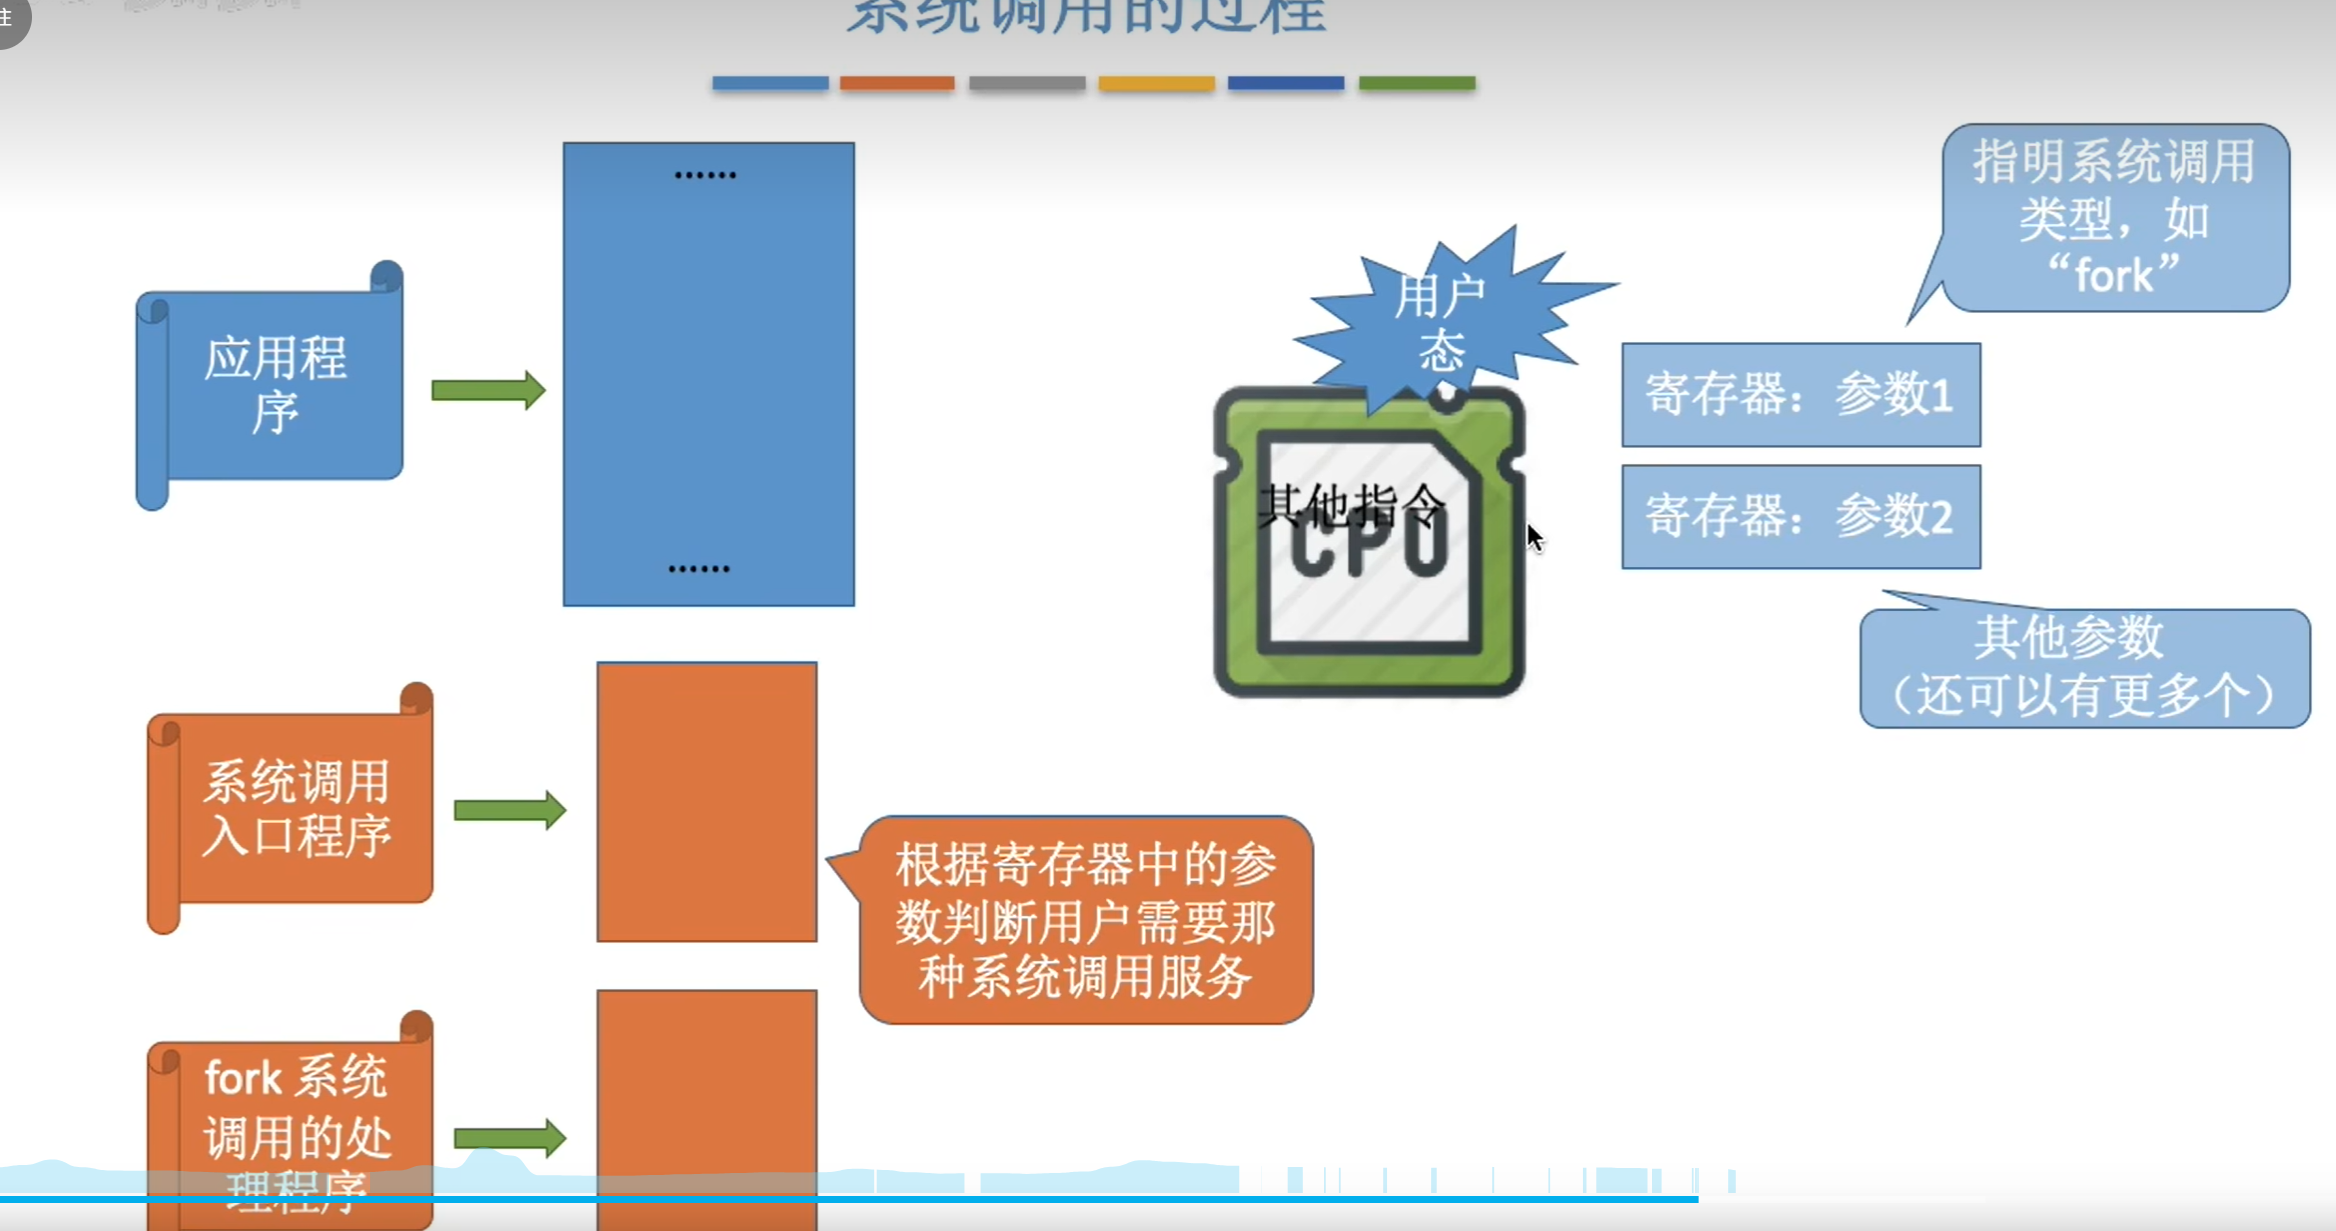 系统调用的过程
......
应用程
序
......
用户
态
其他指令
CPU
指明系统调用
类型，如
“fork”
寄存器：参数1
寄存器：参数2
其他参数
（还可以有更多个）
系统调用
入口程序
根据寄存器中的参
数判断用户需要那
种系统调用服务
fork 系统
调用的处
理程序